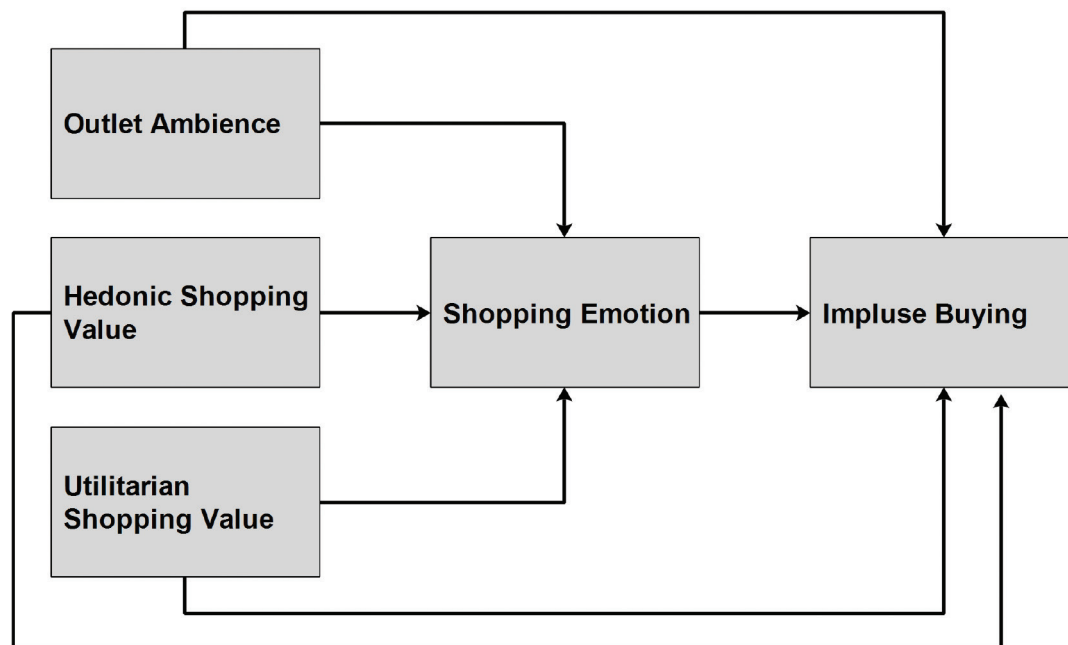 Outlet Ambience
Hedonic Shopping
Value
Shopping Emotion
Impluse Buying
Utilitarian
Shopping Value